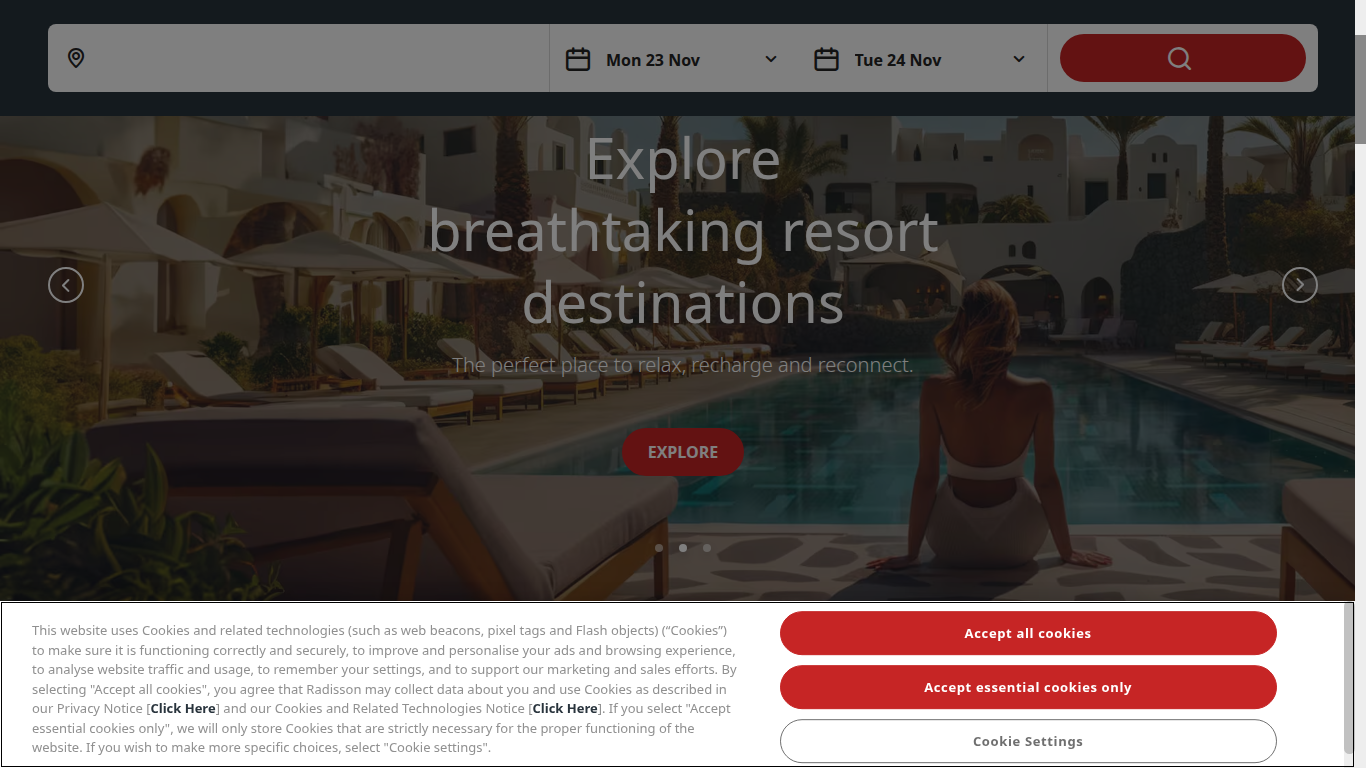 Mon 23 Nov
Tue 24 Nov
Explore
breathtaking resort
destinations
The perfect place to relax, recharge and reconnect.
EXPLORE
This website uses Cookies and related technologies (such as web beacons, pixel tags and Flash objects) (“Cookies”)
to make sure it is functioning correctly and securely, to improve and personalise your ads and browsing experience,
to analyse website traffic and usage, to remember your settings, and to support our marketing and sales efforts. By
selecting "Accept all cookies", you agree that Radisson may collect data about you and use Cookies as described in
our Privacy Notice [Click Here] and our Cookies and Related Technologies Notice [Click Here]. If you select "Accept
essential cookies only", we will only store Cookies that are strictly necessary for the proper functioning of the
website. If you wish to make more specific choices, select "Cookie settings".
Accept all cookies
Accept essential cookies only
Cookie Settings